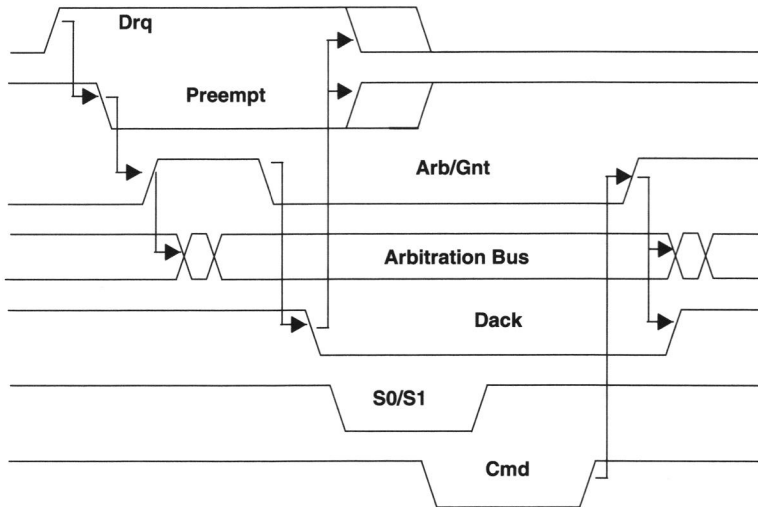 Drq
Preempt
Arb/Gnt
Arbitration Bus
Dack
S0/S1
Cmd